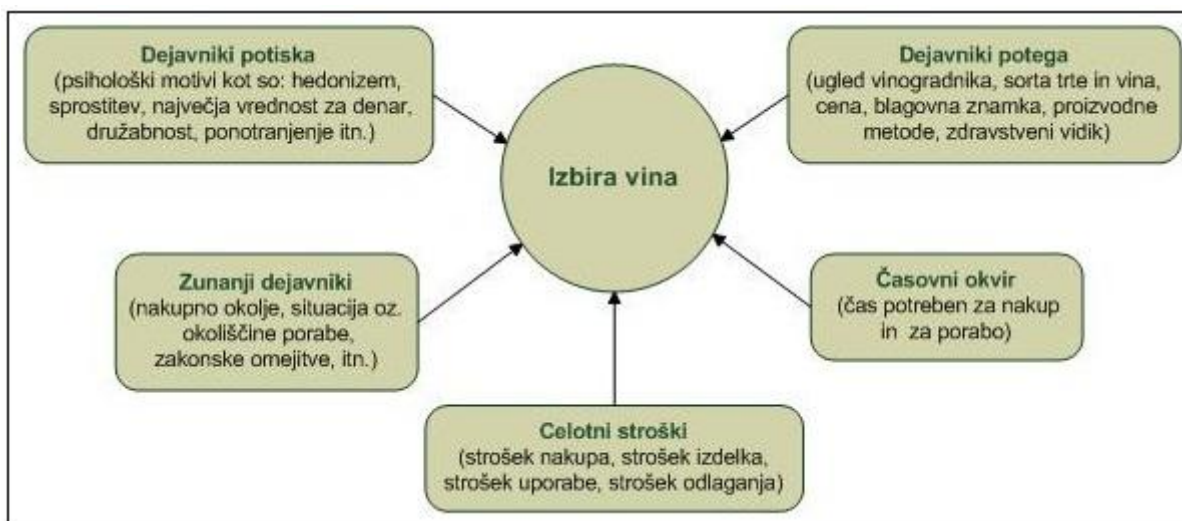 Dejavniki potiska
(psihološki motivi kot so: hedonizem,
sprostitev, največja vrednost za denar,
družabnost, ponotranjenje itn.)
Dejavniki potega
(ugled vinogradnika, sorta trte in vina,
cena, blagovna znamka, proizvodne
metode, zdravstveni vidik)
Izbira vina
Zunanji dejavniki
(nakupno okolje, situacija oz.
okoliščine porabe,
zakonske omejitve, itn.)
Časovni okvir
(čas potreben za nakup
in za porabo)
Celotni stroški
(strošek nakupa, strošek izdelka,
strošek uporabe, strošek odlaganja)